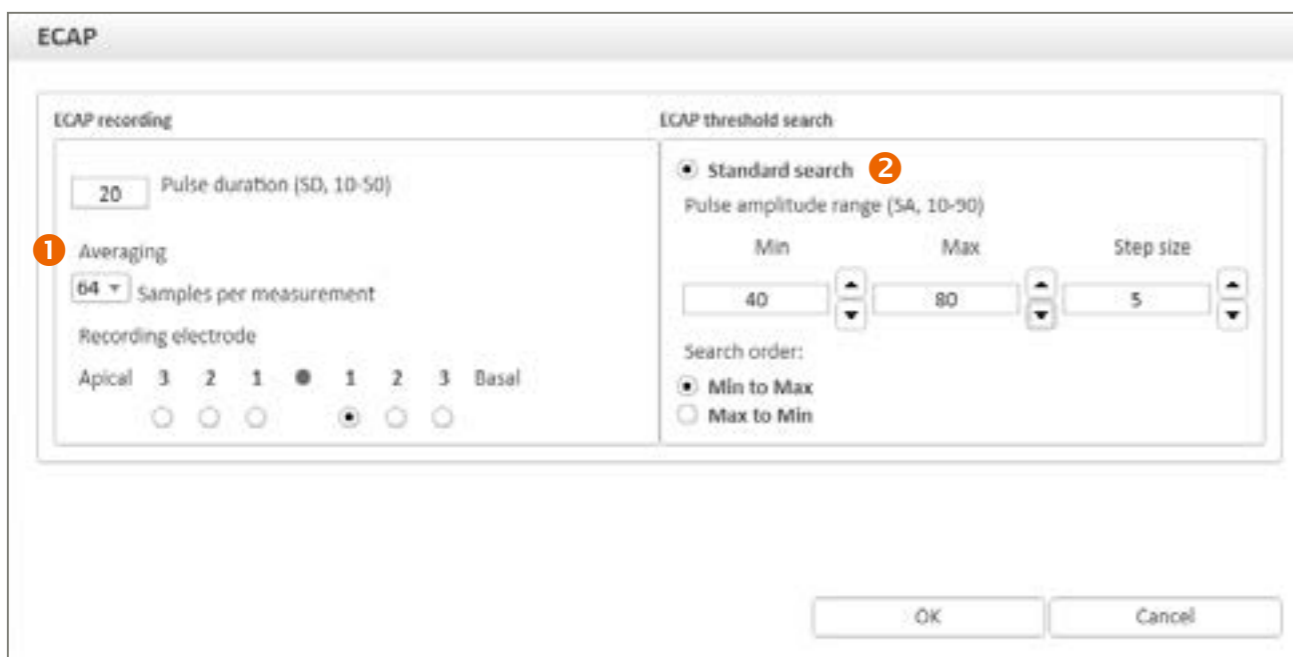 ECAP
ECAP recording
20 Pulse duration (SD, 10-50)
1 Averaging
64 Samples per measurement
Recording electrode
Apical 3 2 1 1 2 3 Basal
ECAP threshold search
Standard search 2
Pulse amplitude range (SA, 10-90)
Min Max Step size
40 80 5
Search order:
Min to Max
Max to Min
OK Cancel